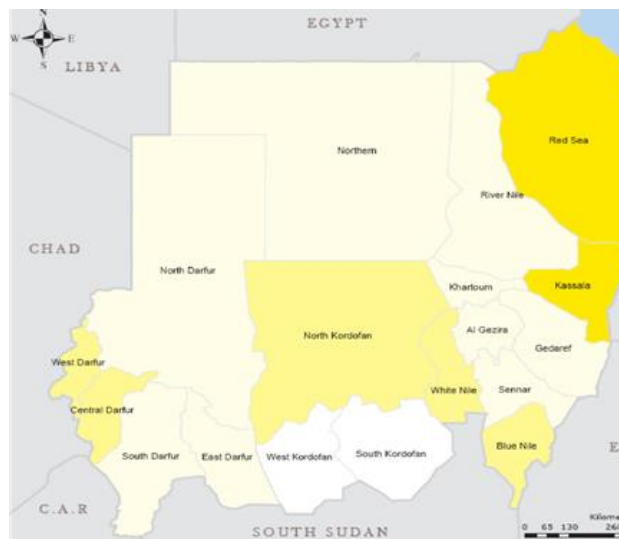 EGYPT
N
W E
S
LIBYA
Red Sea
Northern
River Nile
CHAD
North Darfur
Khartoum
Kassala
North Kordofan
Al Gezira
Gedaref
West Darfur
White Nile
Sennar
Central Darfur
South Darfur
East Darfur
West Kordofan
South Kordofan
Blue Nile
E
C.A.R
SOUTH SUDAN
Kilome
0 65 130 260